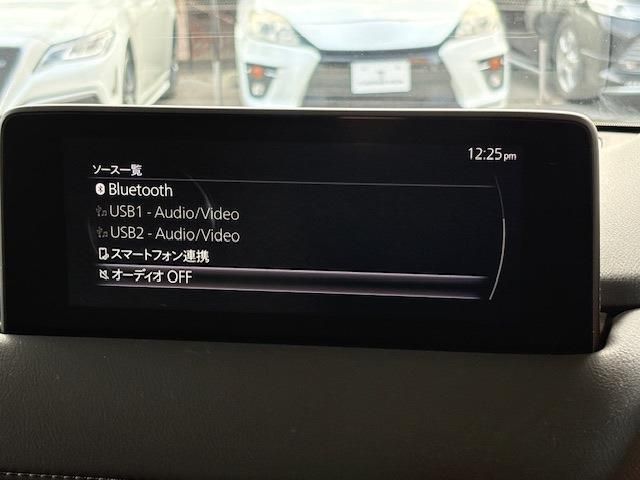 12:25pm
ソース一覧
Bluetooth
USB1 - Audio/Video
USB2 - Audio/Video
スマートフォン連携
オーディオ OFF